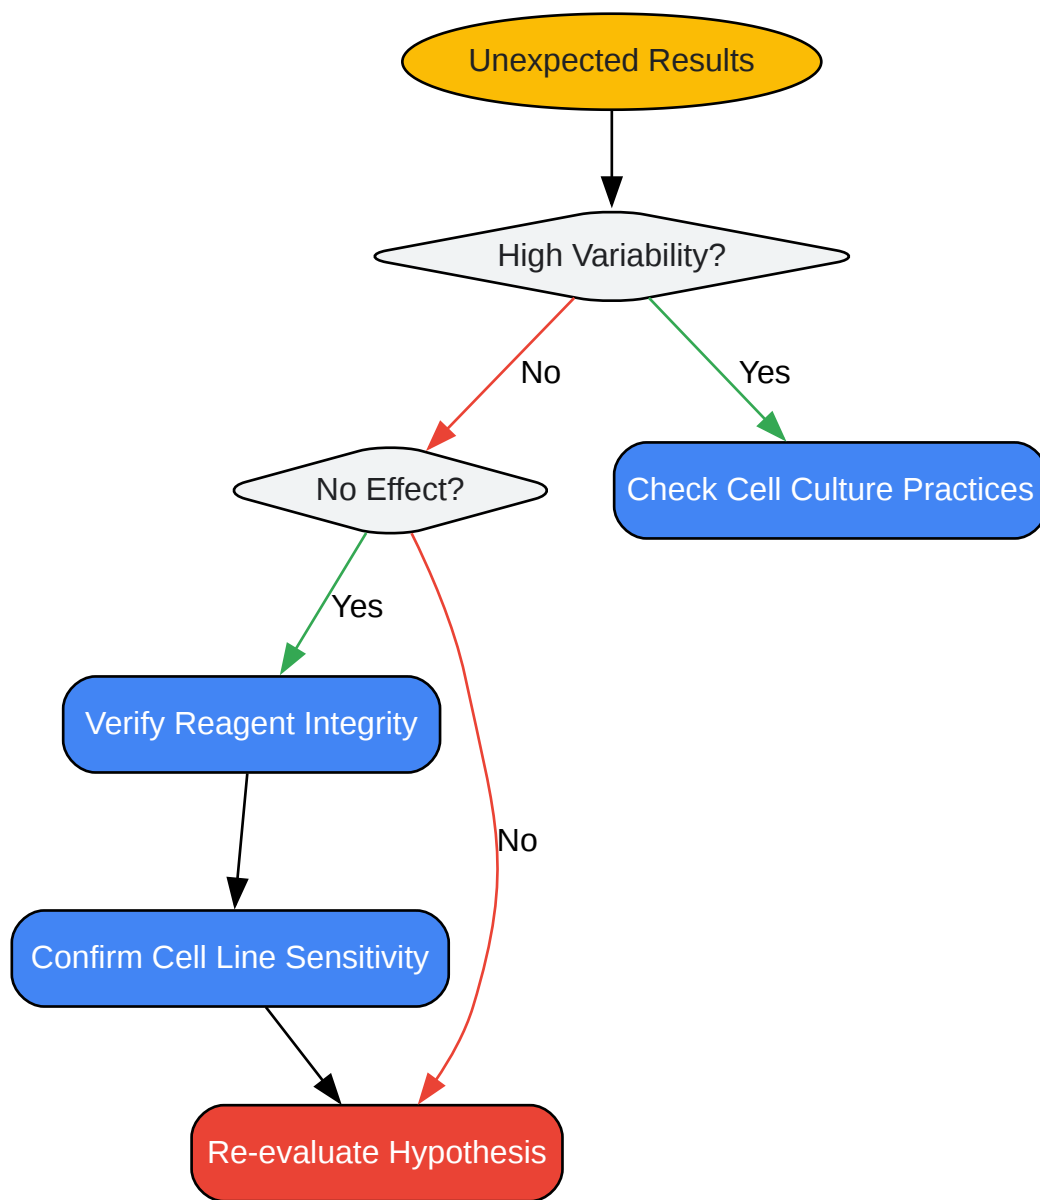 Unexpected Results
High Variability?
No
Yes
No Effect?
Check Cell Culture Practices
Yes
Verify Reagent Integrity
No
Confirm Cell Line Sensitivity
Re-evaluate Hypothesis